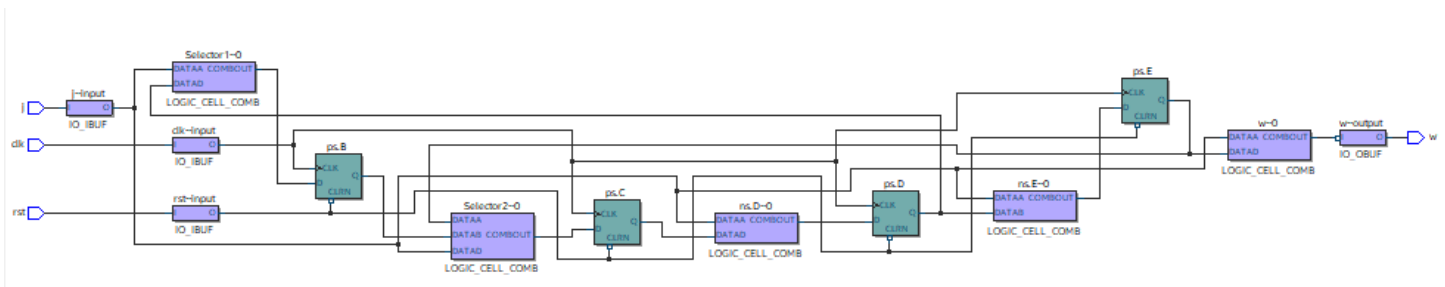 Selector1~0
DATAA COMBOUT
DATAD
LOGIC_CELL_COMB
j
j~input
I O
IO_IBUF
clk
clk~input
I O
IO_IBUF
rst
rst~input
I O
IO_IBUF
ps.B
CLK
D Q
CLRN
Selector2~0
DATAA
DATAB COMBOUT
DATAD
LOGIC_CELL_COMB
ps.C
CLK
D Q
CLRN
ns.D~0
DATAA COMBOUT
DATAD
LOGIC_CELL_COMB
ps.D
CLK
D Q
CLRN
ns.E~0
DATAA COMBOUT
DATAB
LOGIC_CELL_COMB
ps.E
CLK
D Q
CLRN
w~0
DATAA COMBOUT
DATAD
LOGIC_CELL_COMB
w~output
I O
IO_OBUF
w